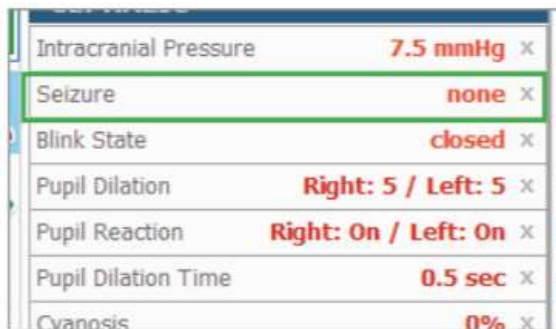 Intracranial Pressure 7.5 mmHg x
Seizure none x
Blink State closed x
Pupil Dilation Right: 5 / Left: 5 x
Pupil Reaction Right: On / Left: On x
Pupil Dilation Time 0.5 sec x
Cyanosis 0% x